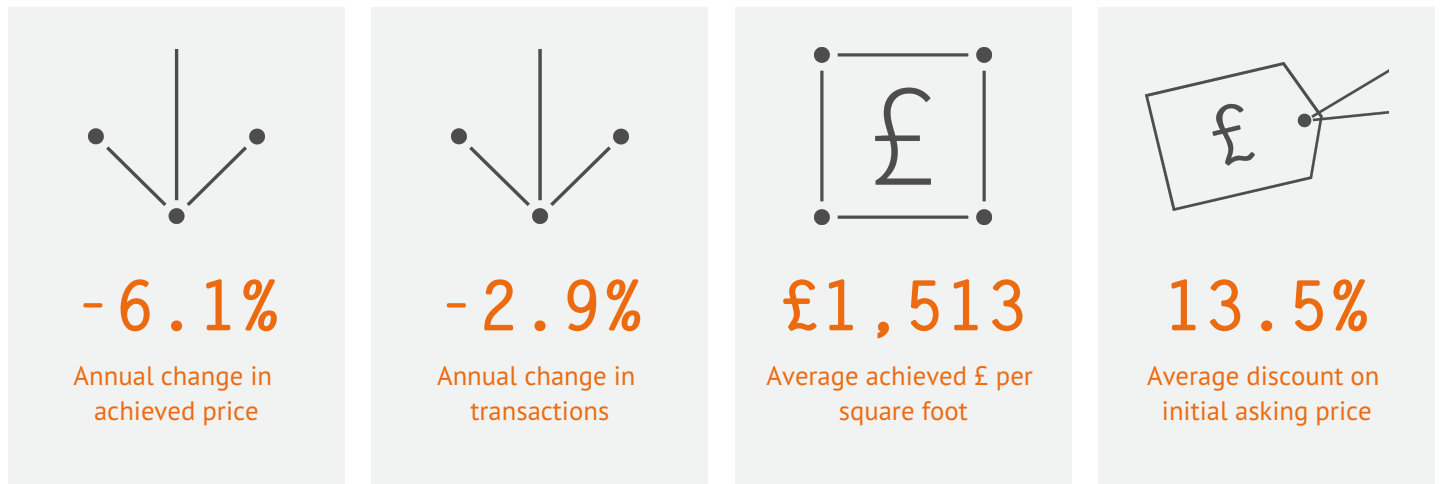 £
£
-6.1%
Annual change in
achieved price
-2.9%
Annual change in
transactions
£1,513
Average achieved £ per
square foot
13.5%
Average discount on
initial asking price